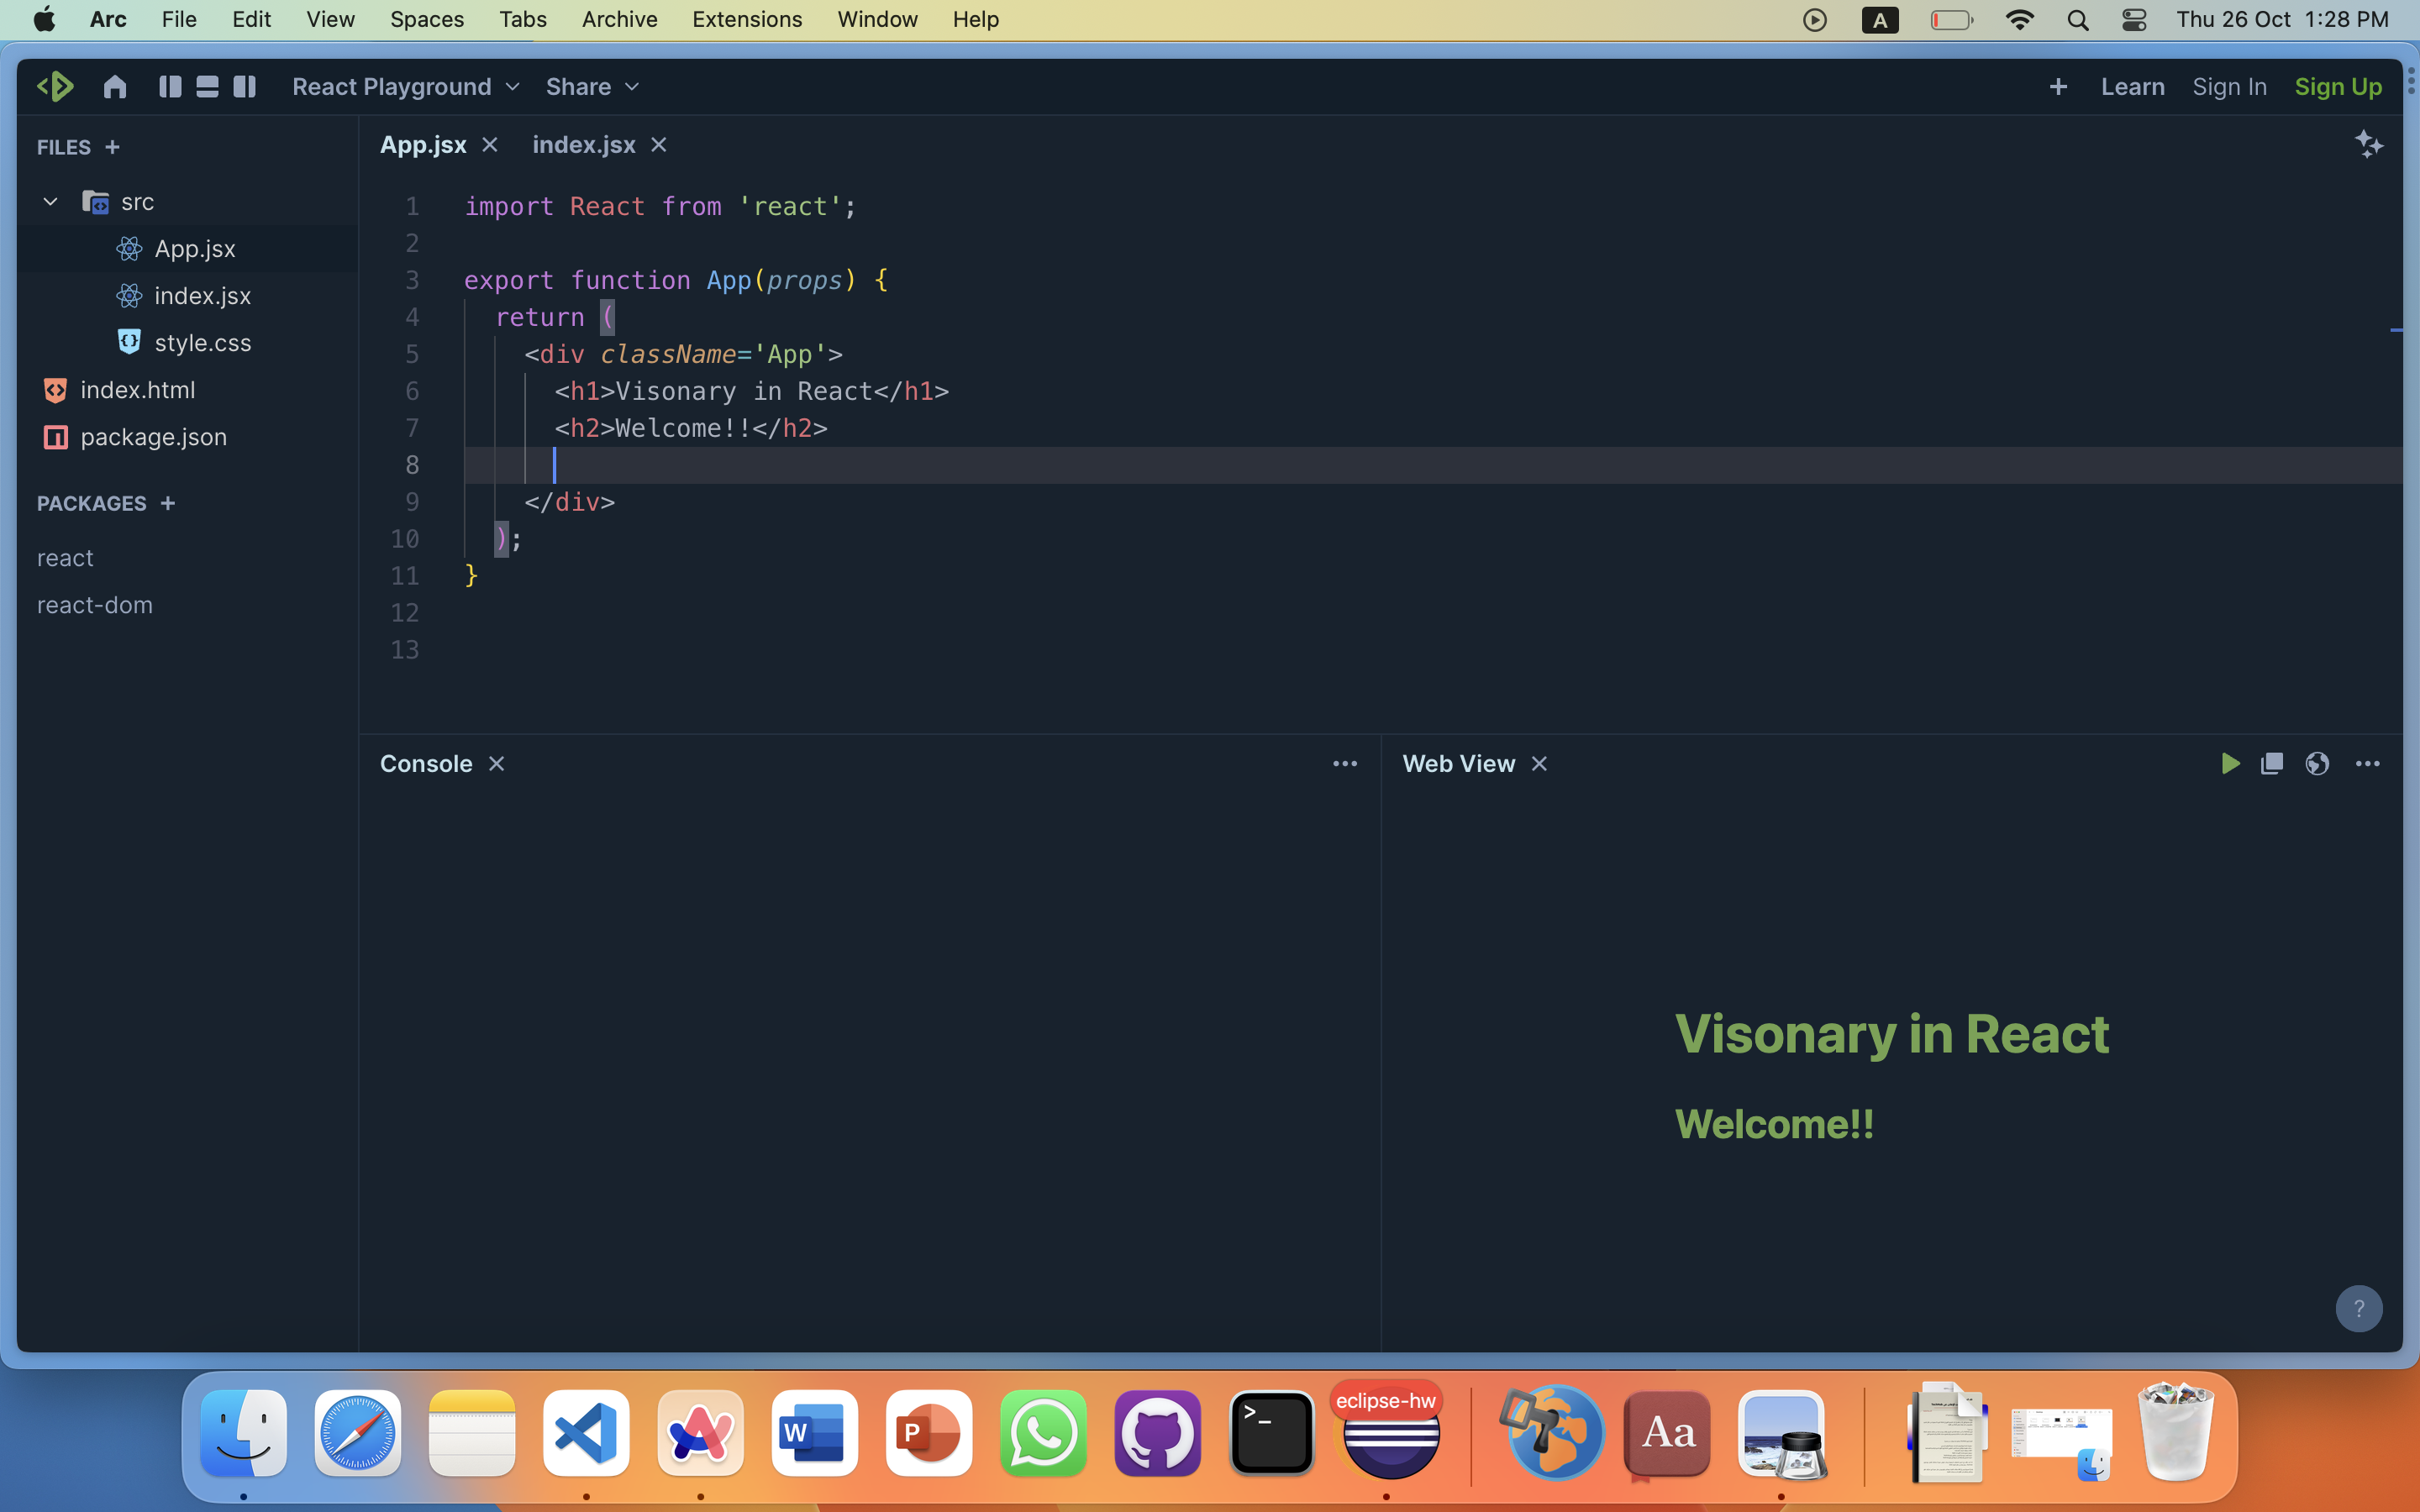 Arc File Edit View Spaces Tabs Archive Extensions Window Help A Thu 26 Oct 1:28 PM
React Playground Share + Learn Sign In Sign Up
FILES +
src
App.jsx
index.jsx
style.css
index.html
package.json
PACKAGES +
react
react-dom
App.jsx index.jsx
1 import React from 'react';
2
3 export function App(props) {
4 return (
5 <div className='App'>
6 <h1>Visonary in React</h1>
7 <h2>Welcome!!</h2>
8
9 </div>
10 );
11 }
12
13
Console
Web View
Visonary in React
Welcome!!
?
W P >_ eclipse-hw Aa